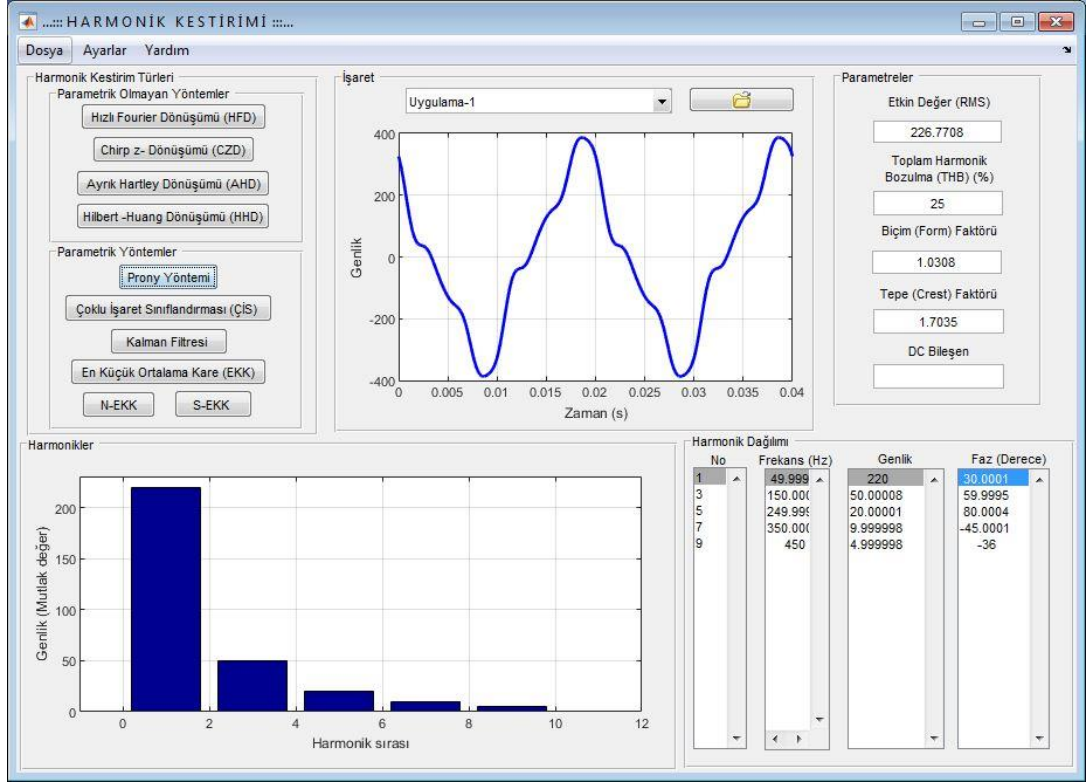 ...::: HARMONİK KESTİRİMİ :::...
Dosya Ayarlar Yardım
Harmonik Kestirim Türleri
Parametrik Olmayan Yöntemler
Hızlı Fourier Dönüşümü (HFD)
Chirp z- Dönüşümü (CZD)
Ayrık Hartley Dönüşümü (AHD)
Hilbert -Huang Dönüşümü (HHD)
Parametrik Yöntemler
Prony Yöntemi
Çoklu İşaret Sınıflandırması (ÇİS)
Kalman Filtresi
En Küçük Ortalama Kare (EKK)
N-EKK S-EKK
İşaret
Uygulama-1
400
200
0
-200
-400
Genlik
0 0.005 0.01 0.015 0.02 0.025 0.03 0.035 0.04
Zaman (s)
Parametreler
Etkin Değer (RMS)
226.7708
Toplam Harmonik
Bozulma (THB) (%)
25
Biçim (Form) Faktörü
1.0308
Tepe (Crest) Faktörü
1.7035
DC Bileşen
Harmonikler
200
150
100
50
0
Genlik (Mutlak değer)
0 2 4 6 8 10 12
Harmonik sırası
Harmonik Dağılımı
No Frekans (Hz) Genlik Faz (Derece)
1 49.999 220 30.0001
3 150.000 50.00008 59.9995
5 249.999 20.00001 80.0004
7 350.000 9.999998 -45.0001
9 450 4.999998 -36